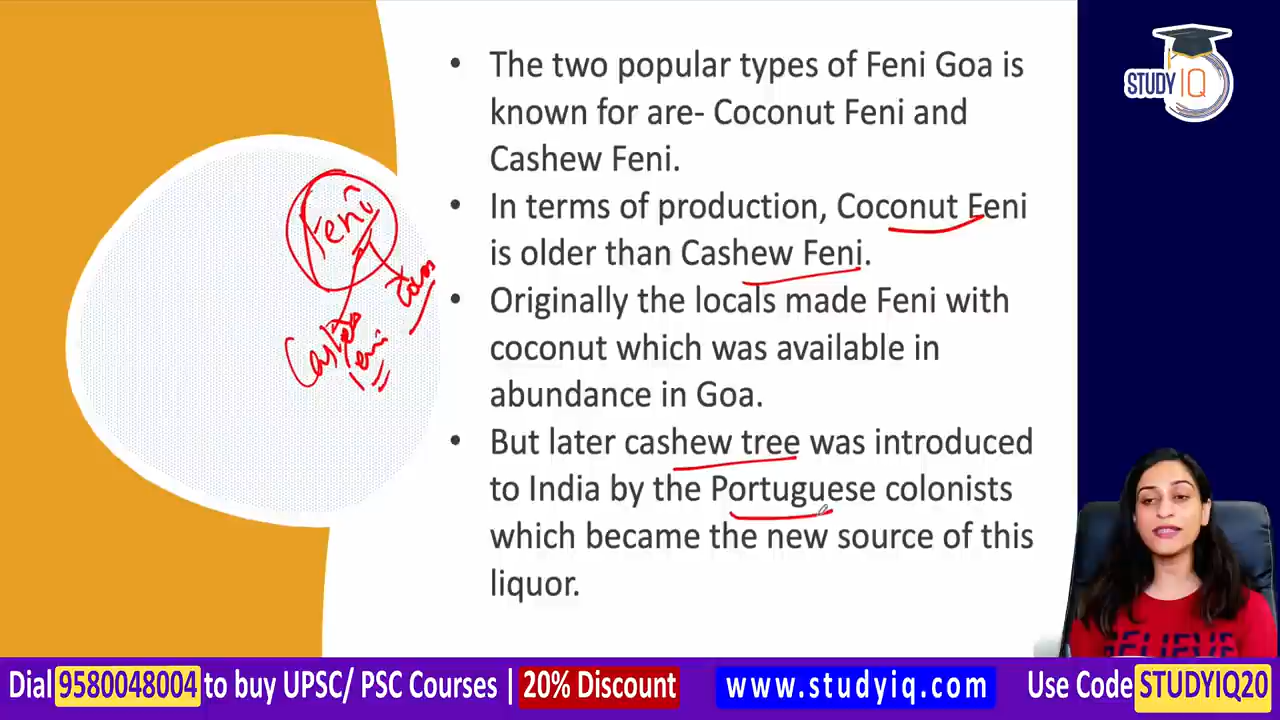 • The two popular types of Feni Goa is
known for are- Coconut Feni and
Cashew Feni.
• In terms of production, Coconut Feni
is older than Cashew Feni.
• Originally the locals made Feni with
coconut which was available in
abundance in Goa.
• But later cashew tree was introduced
to India by the Portuguese colonists
which became the new source of this
liquor.
Feni
Feni
STUDY IQ
BELIEVE
Dial 9580048004 to buy UPSC/ PSC Courses | 20% Discount
www.studyiq.com
Use Code STUDYIQ20